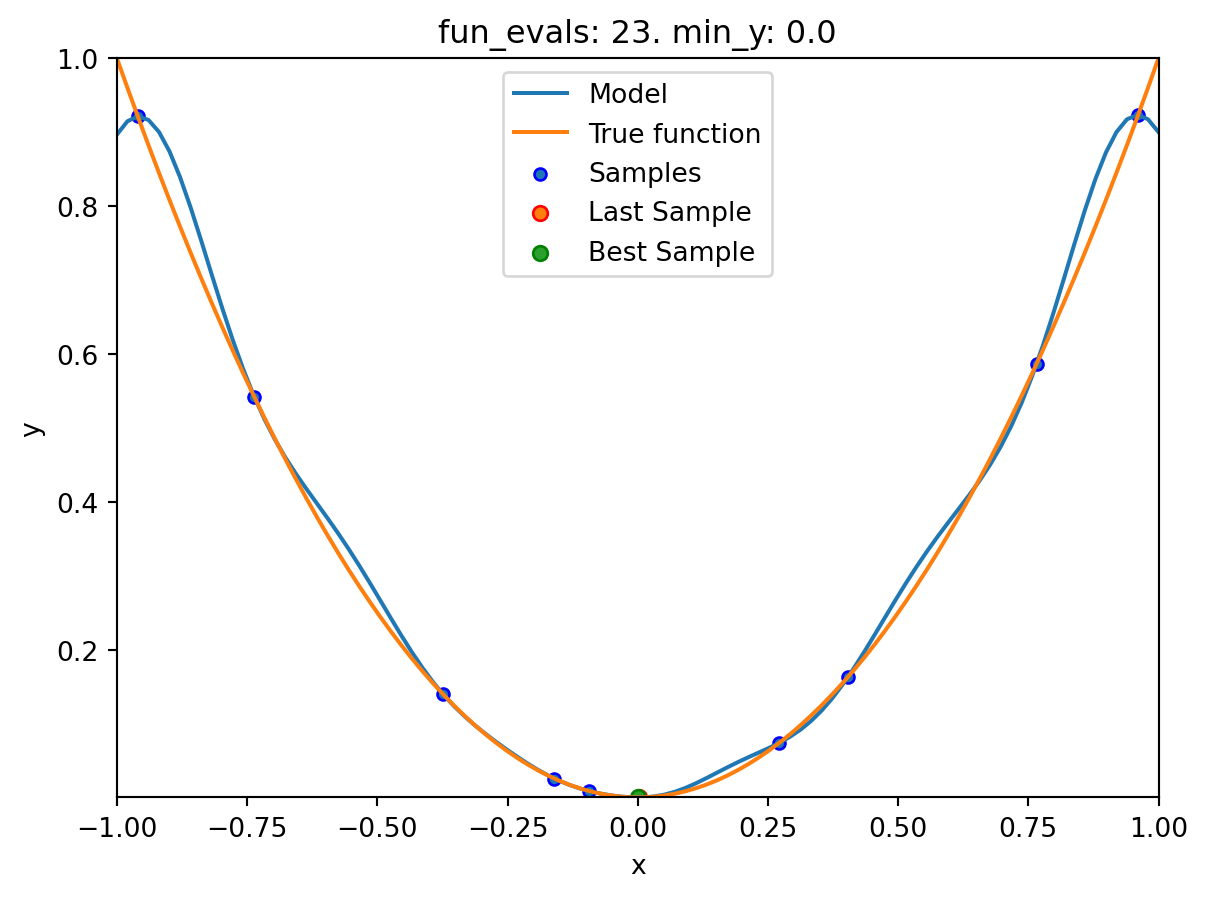 fun_evals: 23. min_y: 0.0
Model
True function
Samples
Last Sample
Best Sample
y
1.0
0.8
0.6
0.4
0.2
−1.00 −0.75 −0.50 −0.25 0.00 0.25 0.50 0.75 1.00
x